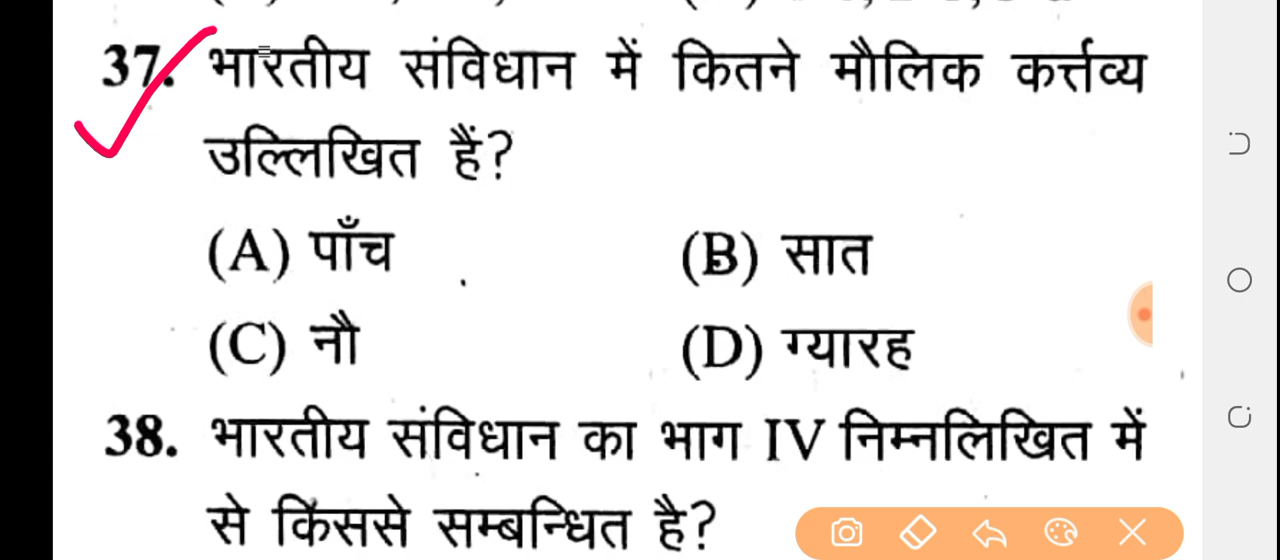 37. भारतीय संविधान में कितने मौलिक कर्त्तव्य
उल्लिखित हैं?
(A) पाँच (B) सात
(C) नौ (D) ग्यारह
38. भारतीय संविधान का भाग IV निम्नलिखित में
से किससे सम्बन्धित है?